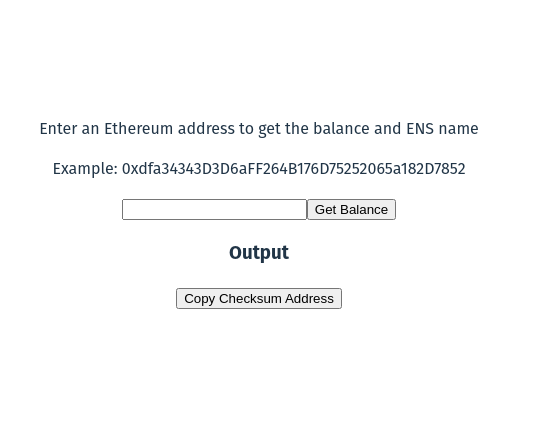 Enter an Ethereum address to get the balance and ENS name
Example: 0xdfa34343D3D6aFF264B176D75252065a182D7852
Get Balance
Output
Copy Checksum Address